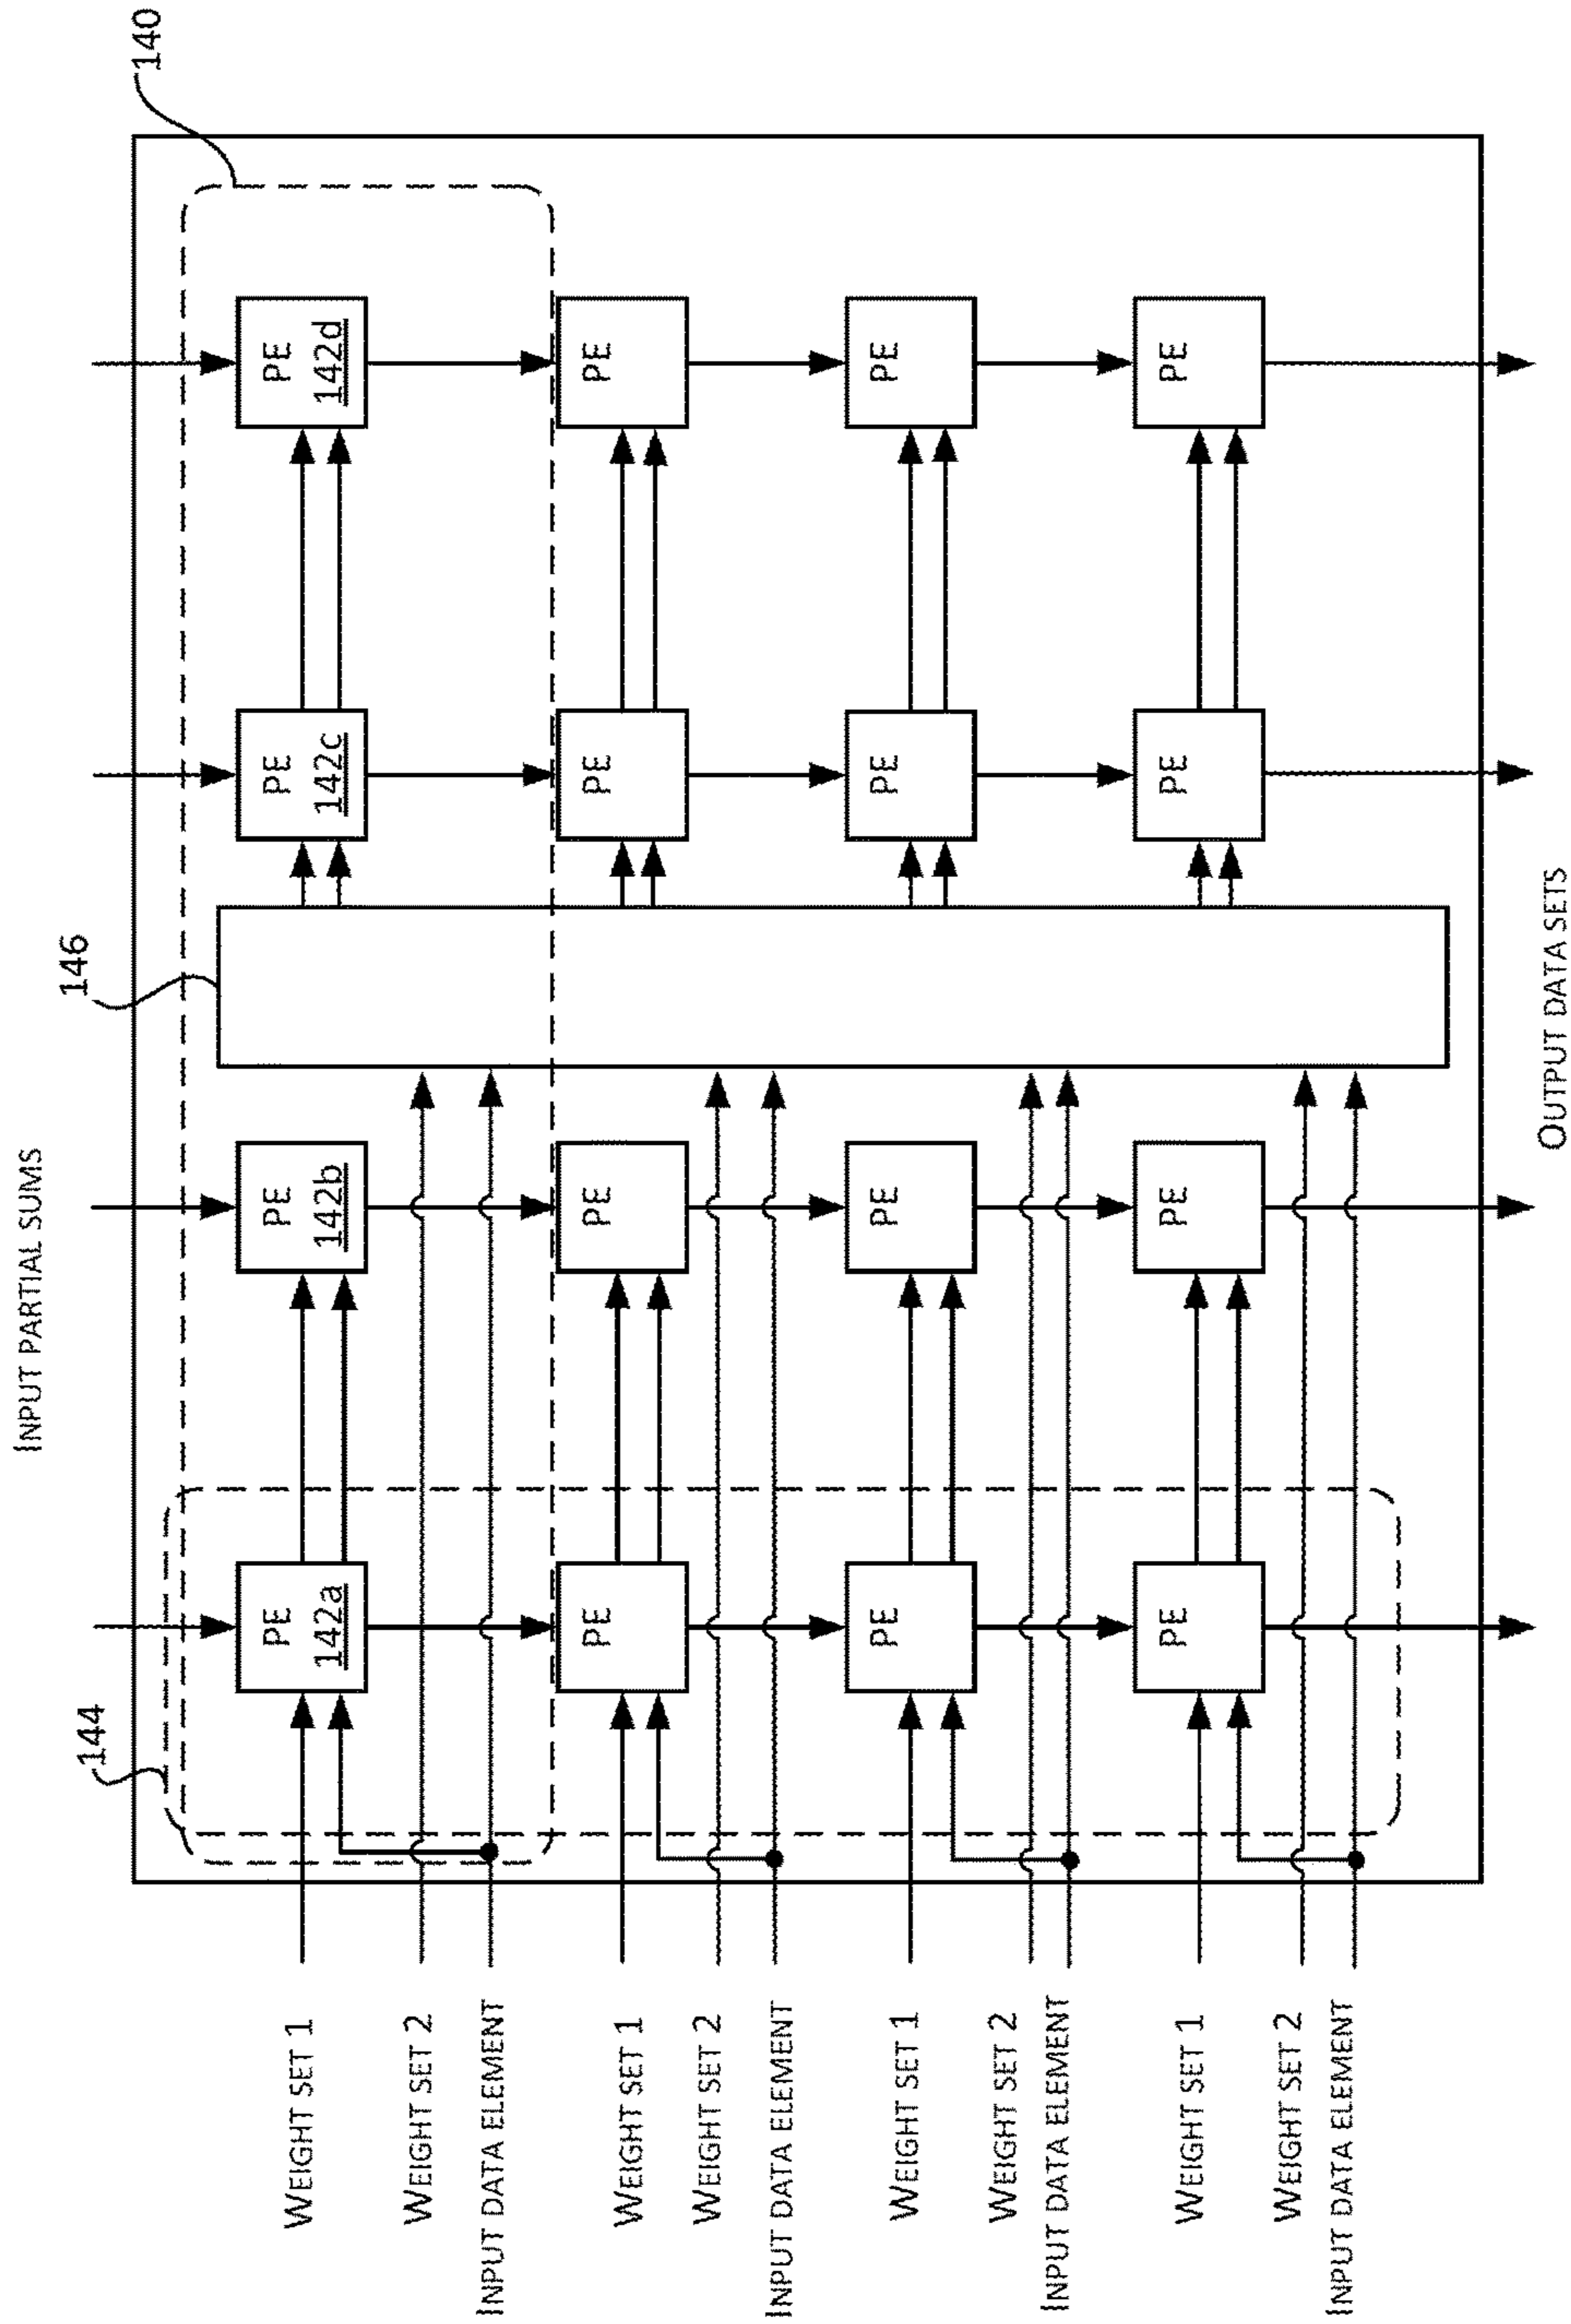 INPUT PARTIAL SUMS
144
146
140
WEIGHT SET 1
PE
142a
PE
142b
PE
142c
PE
142d
WEIGHT SET 2
INPUT DATA ELEMENT
WEIGHT SET 1
PE
PE
PE
PE
WEIGHT SET 2
INPUT DATA ELEMENT
WEIGHT SET 1
PE
PE
PE
PE
WEIGHT SET 2
INPUT DATA ELEMENT
WEIGHT SET 1
PE
PE
PE
PE
WEIGHT SET 2
INPUT DATA ELEMENT
OUTPUT DATA SETS